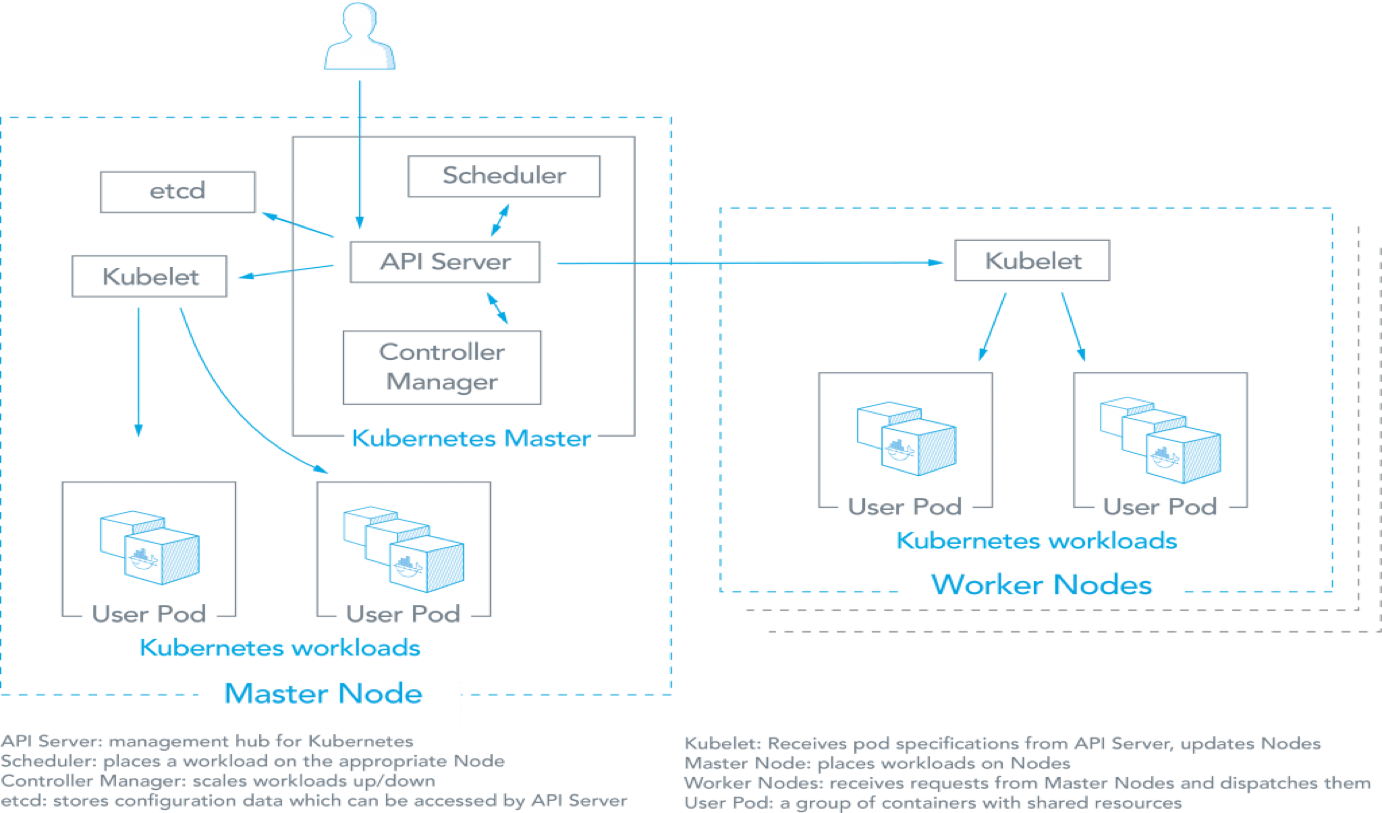 Scheduler
etcd
API Server
Kubelet
Controller
Manager
Kubernetes Master
User Pod
User Pod
Kubernetes workloads
Master Node
Kubelet
User Pod
User Pod
Kubernetes workloads
Worker Nodes
API Server: management hub for Kubernetes
Scheduler: places a workload on the appropriate Node
Controller Manager: scales workloads up/down
etcd: stores configuration data which can be accessed by API Server
Kubelet: Receives pod specifications from API Server, updates Nodes
Master Node: places workloads on Nodes
Worker Nodes: receives requests from Master Nodes and dispatches them
User Pod: a group of containers with shared resources